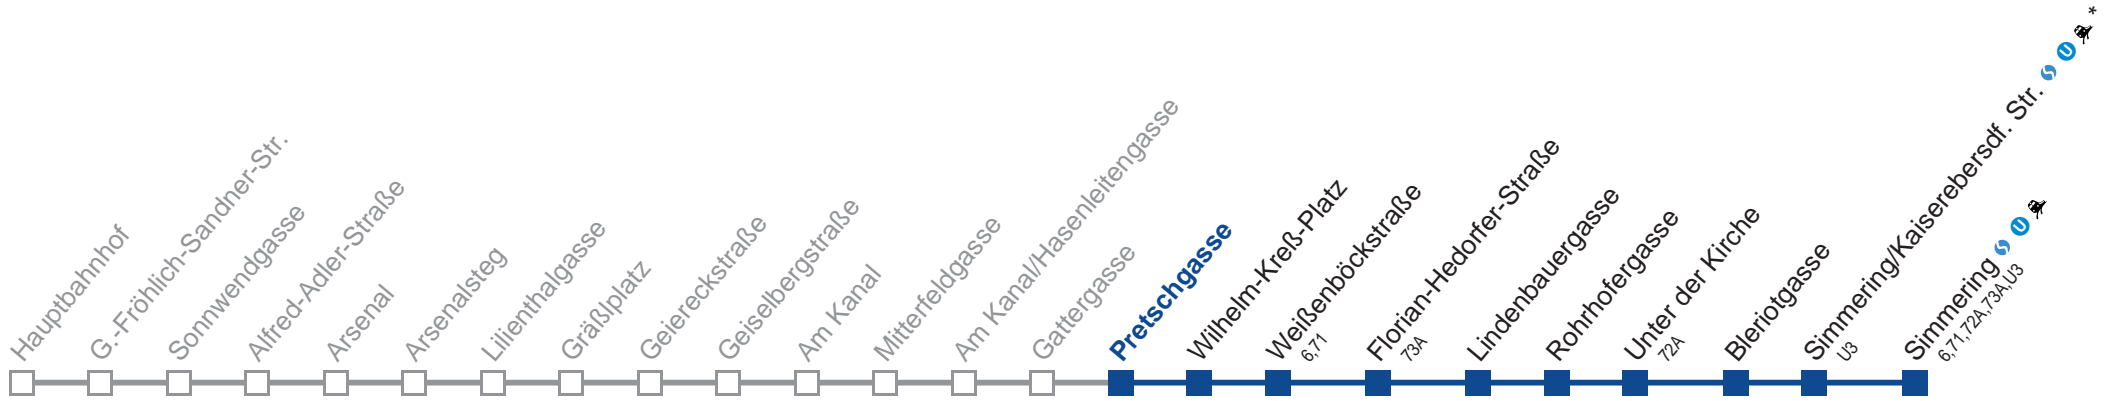 Hauptbahnhof
G.-Fröhlich-Sandner-Str.
Sonnwendgasse
Alfred-Adler-Straße
Arsenal
Arsenalsteg
Lilienthalgasse
Gräßlplatz
Geiereckstraße
Geiselbergstraße
Am Kanal
Mitterfeldgasse
Am Kanal/Hasenleitengasse
Gattergasse
Pretschgasse
Wilhelm-Kreß-Platz
Weißenböckstraße
6,71
Florian-Hedorfer-Straße
73A
Lindenbauergasse
Rohrhofergasse
Unter der Kirche
72A
Bleriotgasse
Simmering/Kaiserebersdf. Str. S U *
U3
Simmering S U
6,71,72A,73A,U3